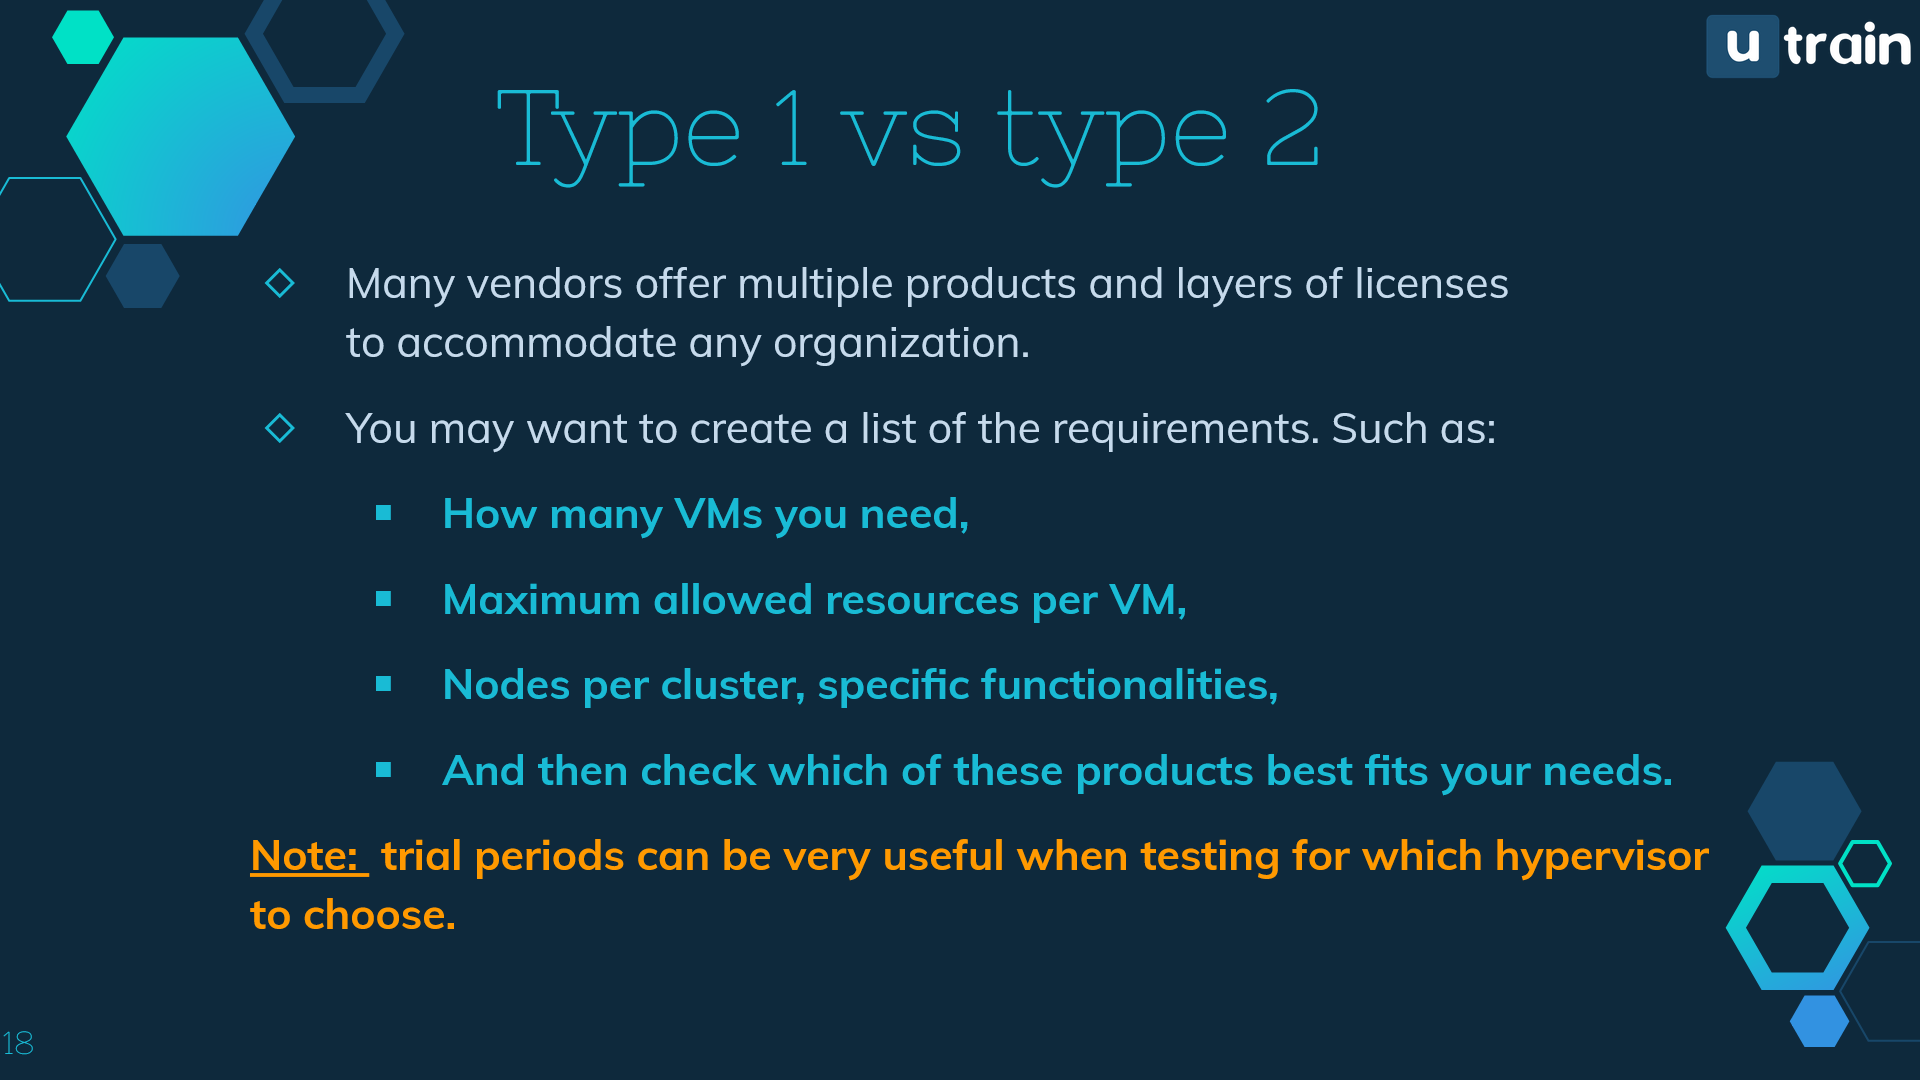 u train
Type 1 vs type 2
Many vendors offer multiple products and layers of licenses
to accommodate any organization.
You may want to create a list of the requirements. Such as:
How many VMs you need,
Maximum allowed resources per VM,
Nodes per cluster, specific functionalities,
And then check which of these products best fits your needs.
Note: trial periods can be very useful when testing for which hypervisor
to choose.
18